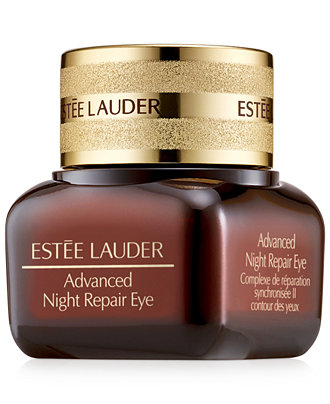 STĒE LAUDER ESTĒE
ESTĒE LAUDER
Advanced
Night Repair Eye
Advanced
Night Repair Eye
Complexe de réparation
synchronisée II
contour des yeux